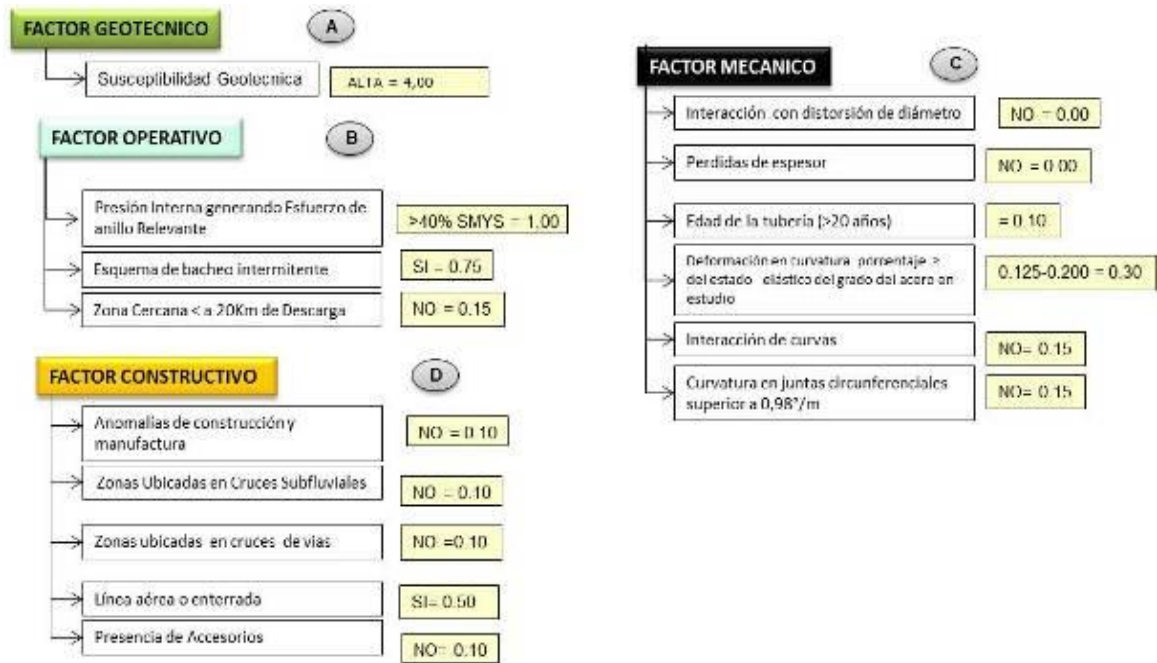 FACTOR GEOTECNICO
A
Susceptibilidad Geotecnica
ALTA = 4,00
FACTOR OPERATIVO
B
Presión Interna generando Esfuerzo de
anillo Relevante
>40% SMYS = 1.00
Esquema de bacheo intermitente
SI = 0.75
Zona Cercana < a 20Km de Descarga
NO = 0.15
FACTOR CONSTRUCTIVO
D
Anomalías de construcción y
manufactura
NO = 0.10
Zonas Ubicadas en Cruces Subfluviales
NO = 0.10
Zonas ubicadas en cruces de vias
NO =0.10
Línea aérea o enterrada
SI= 0.50
Presencia de Accesorios
NO= 0.10
FACTOR MECANICO
C
Interacción con distorsión de diámetro
NO = 0.00
Perdidas de espesor
NO = 0.00
Edad de la tubería (>20 años)
= 0.10
Deformación en curvatura porcentaje ≥
del estado elástico del grado del acero en
estudio
0.125-0.200 = 0.30
Interacción de curvas
NO= 0.15
Curvatura en juntas circunferenciales
superior a 0,98°/m
NO= 0.15